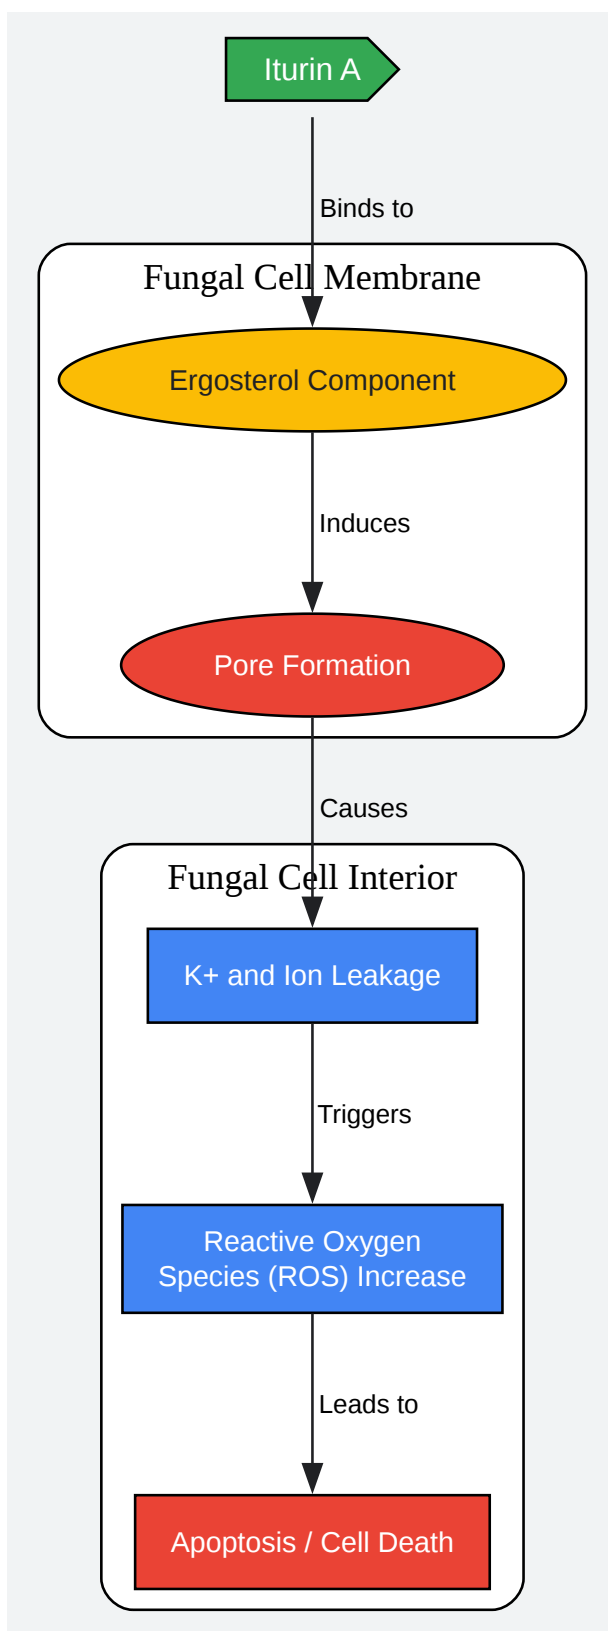 Iturin A
Binds to
Fungal Cell Membrane
Ergosterol Component
Induces
Pore Formation
Causes
Fungal Cell Interior
K+ and Ion Leakage
Triggers
Reactive Oxygen
Species (ROS) Increase
Leads to
Apoptosis / Cell Death